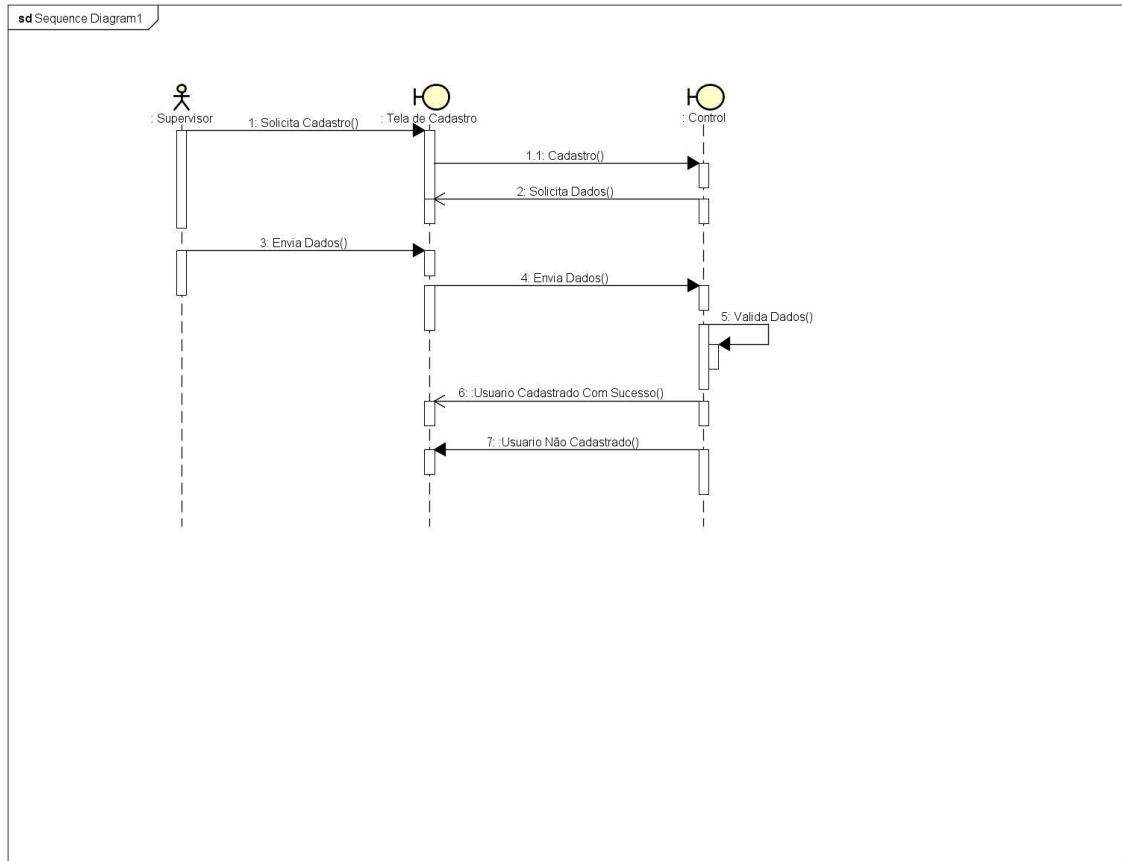 sd Sequence Diagram1
: Supervisor
: Tela de Cadastro
: Control
1: Solicita Cadastro()
1.1: Cadastro()
2: Solicita Dados()
3: Envia Dados()
4: Envia Dados()
5: Valida Dados()
6: :Usuario Cadastrado Com Sucesso()
7: :Usuario Não Cadastrado()